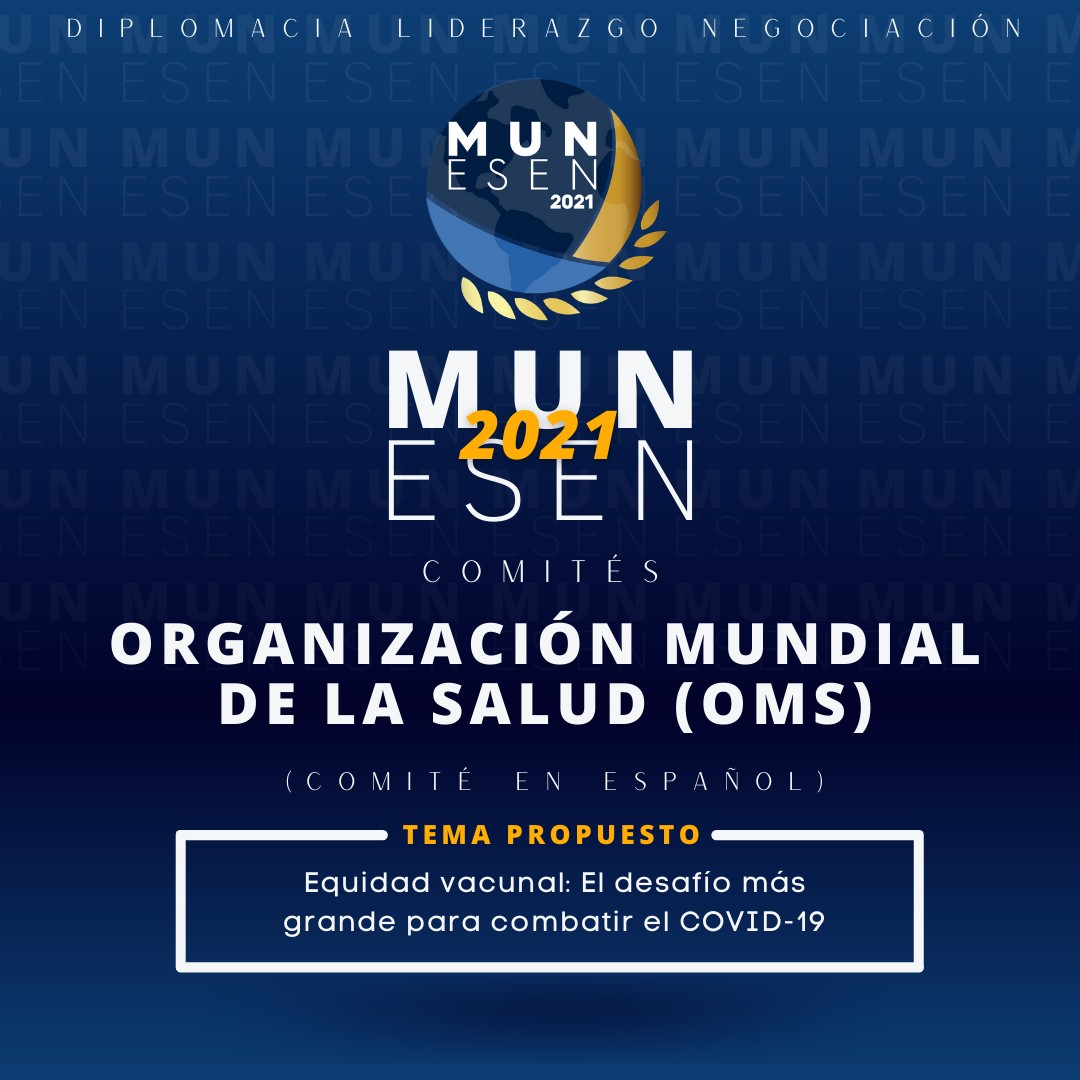 DIPLOMACIA LIDERAZGO NEGOCIACIÓN
MUN
ESEN
2021
MUN
2021
ESEN
COMITÉS
ORGANIZACIÓN MUNDIAL
DE LA SALUD (OMS)
(COMITÉ EN ESPAÑOL)
TEMA PROPUESTO
Equidad vacunal: El desafío más
grande para combatir el COVID-19